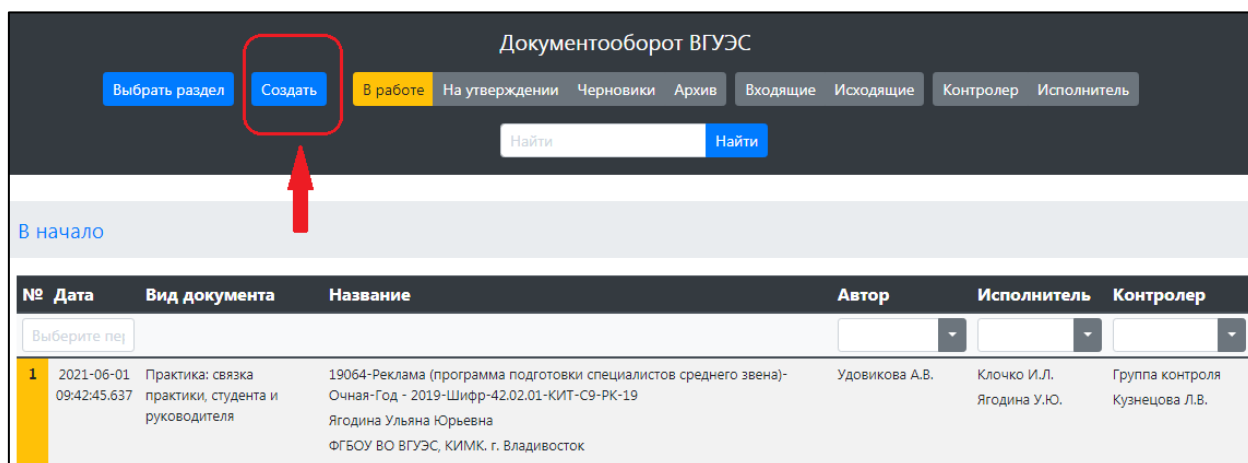 Документооборот ВГУЭС
Выбрать раздел Создать В работе На утверждении Черновики Архив Входящие Исходящие Контролер Исполнитель
Найти Найти
В начало
№ Дата Вид документа Название Автор Исполнитель Контролер
Выберите пер
1 2021-06-01 Практика: связка 19064-Реклама (программа подготовки специалистов среднего звена)- Удовикова А.В. Клочко И.Л. Группа контроля
09:42:45.637 практики, студента и Очная-Год - 2019-Шифр-42.02.01-КИТ-С9-РК-19 Ягодина У.Ю. Кузнецова Л.В.
руководителя Ягодина Ульяна Юрьевна
ФГБОУ ВО ВГУЭС, КИМК. г. Владивосток